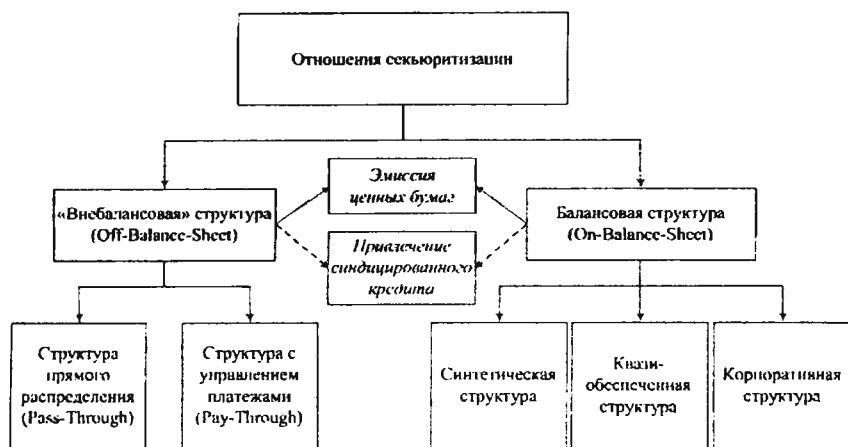 Отношения секьюритизации
Эмиссия
ценных бумаг
«Внебалансовая» структура
(Off-Balance-Sheet)
Балансовая структура
(On-Balance-Sheet)
Привлечение
синдицированного
кредита
Структура
прямого
распределения
(Pass-Through)
Структура с
управлением
платежами
(Pay-Through)
Синтетическая
структура
Квази-
обеспеченная
структура
Корпоративная
структура